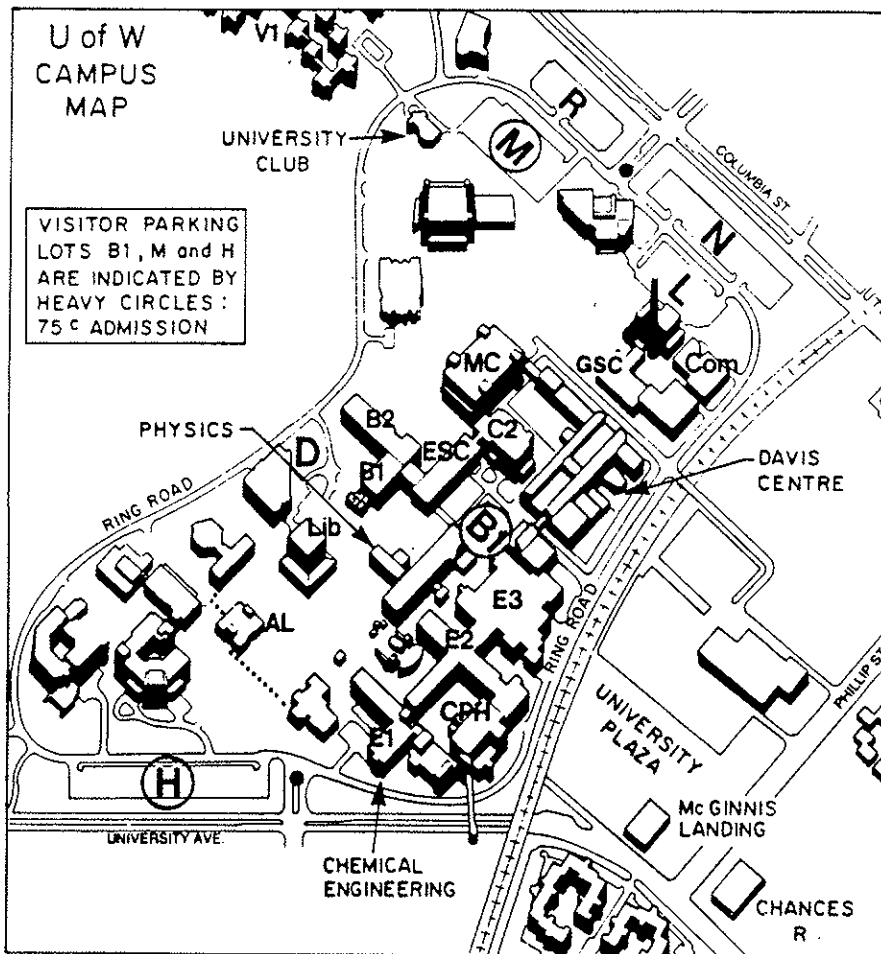 U of W
CAMPUS
MAP
V1
R
M
UNIVERSITY
CLUB
COLUMBIA ST.
VISITOR PARKING
LOTS B1, M and H
ARE INDICATED BY
HEAVY CIRCLES:
75¢ ADMISSION
N
L
MC
GSC
Com
B2
C2
PHYSICS
ESC
D
B1
DAVIS
CENTRE
RING ROAD
Lib
B1
E3
AL
E2
RING ROAD
PHILLIP ST
UNIVERSITY
PLAZA
CPH
E1
H
McGINNIS
LANDING
UNIVERSITY AVE.
CHEMICAL
ENGINEERING
CHANCES
R